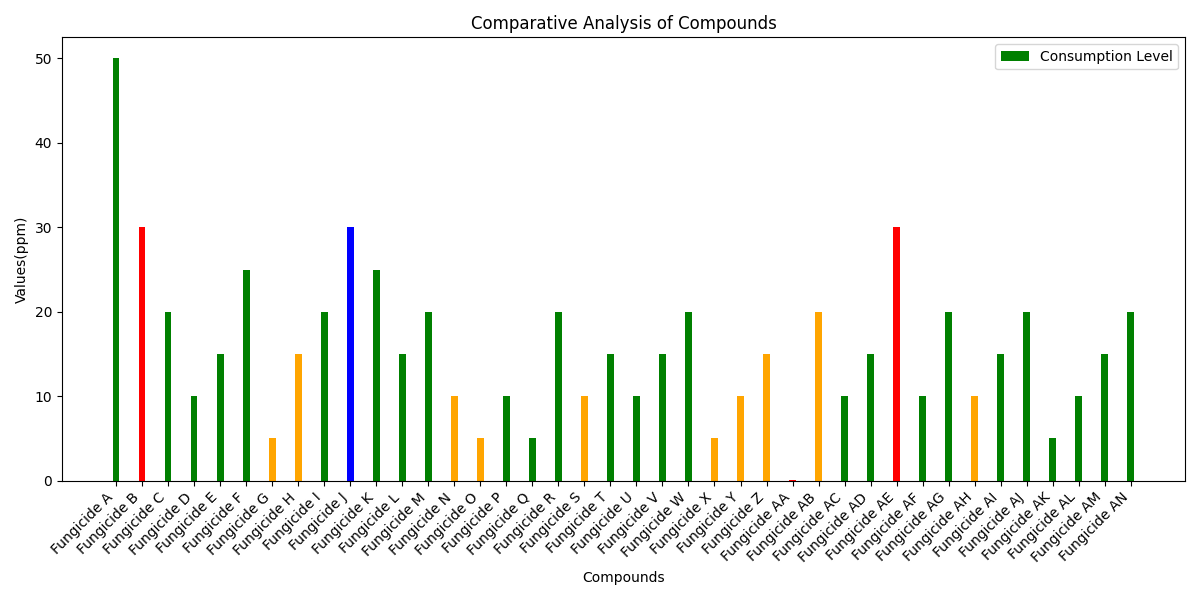 Comparative Analysis of Compounds
Consumption Level
Values(ppm)
50
40
30
20
10
0
Fungicide A
Fungicide B
Fungicide C
Fungicide D
Fungicide E
Fungicide F
Fungicide G
Fungicide H
Fungicide I
Fungicide J
Fungicide K
Fungicide L
Fungicide M
Fungicide N
Fungicide O
Fungicide P
Fungicide Q
Fungicide R
Fungicide S
Fungicide T
Fungicide U
Fungicide V
Fungicide W
Fungicide X
Fungicide Y
Fungicide Z
Fungicide AA
Fungicide AB
Fungicide AC
Fungicide AD
Fungicide AE
Fungicide AF
Fungicide AG
Fungicide AH
Fungicide AI
Fungicide AJ
Fungicide AK
Fungicide AL
Fungicide AM
Fungicide AN
Compounds